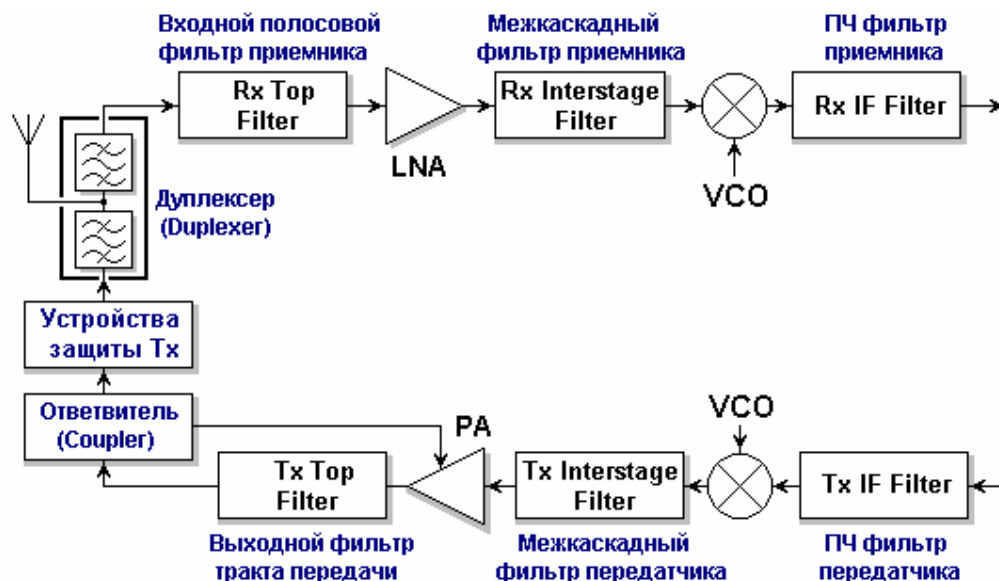 Входной полосовой
фильтр приемника
Межкаскадный
фильтр приемника
ПЧ фильтр
приемника
Rx Top
Filter
LNA
Rx Interstage
Filter
VCO
Rx IF Filter
Дуплексер
(Duplexer)
Устройства
защиты Tx
Ответвитель
(Coupler)
PA
VCO
Tx Top
Filter
Tx Interstage
Filter
Tx IF Filter
Выходной фильтр
тракта передачи
Межкаскадный
фильтр передатчика
ПЧ фильтр
передатчика